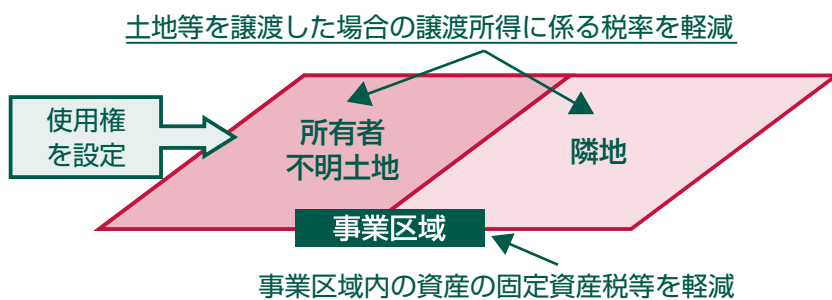 土地等を譲渡した場合の譲渡所得に係る税率を軽減
使用権
を設定
所有者
不明土地
隣地
事業区域
事業区域内の資産の固定資産税等を軽減